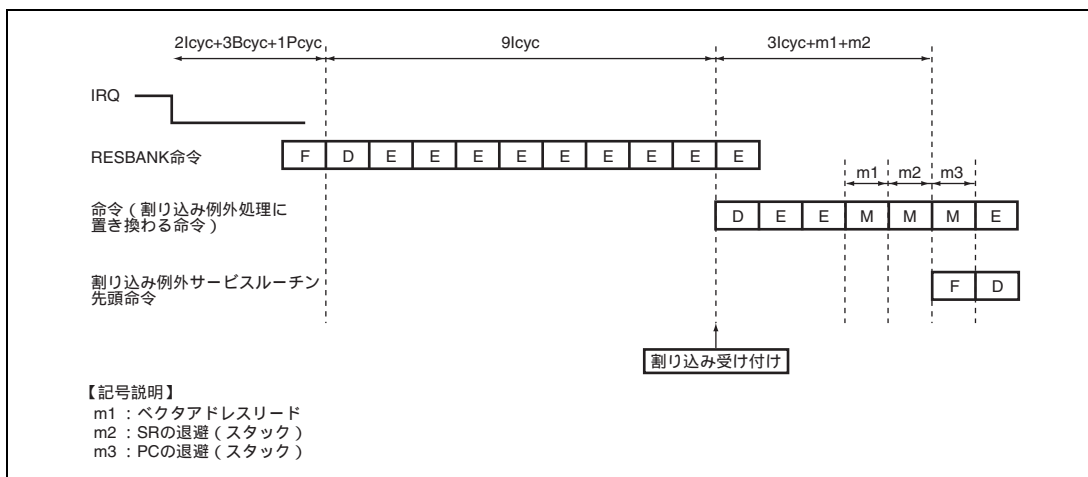 2Icyc+3Bcyc+1Pcyc 9Icyc 3Icyc+m1+m2
IRQ
RESBANK命令 F D E E E E E E E E E
m1 m2 m3
命令（割り込み例外処理に
置き換わる命令） D E E M M M E
割り込み例外サービスルーチン
先頭命令 F D
割り込み受け付け
【記号説明】
m1：ベクタアドレスリード
m2：SRの退避（スタック）
m3：PCの退避（スタック）